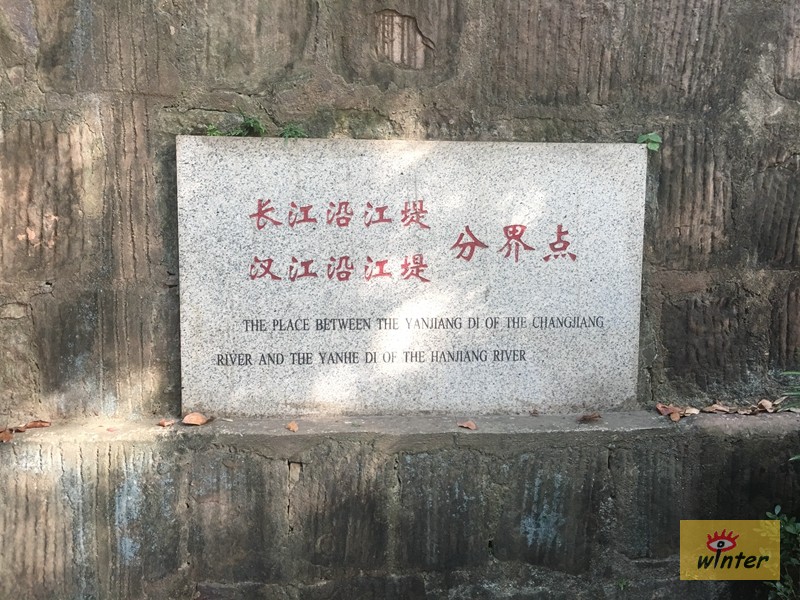 长江沿江堤
汉江沿江堤
分界点
THE PLACE BETWEEN THE YANJIANG DI OF THE CHANGJIANG
RIVER AND THE YANHE DI OF THE HANJIANG RIVER
winter